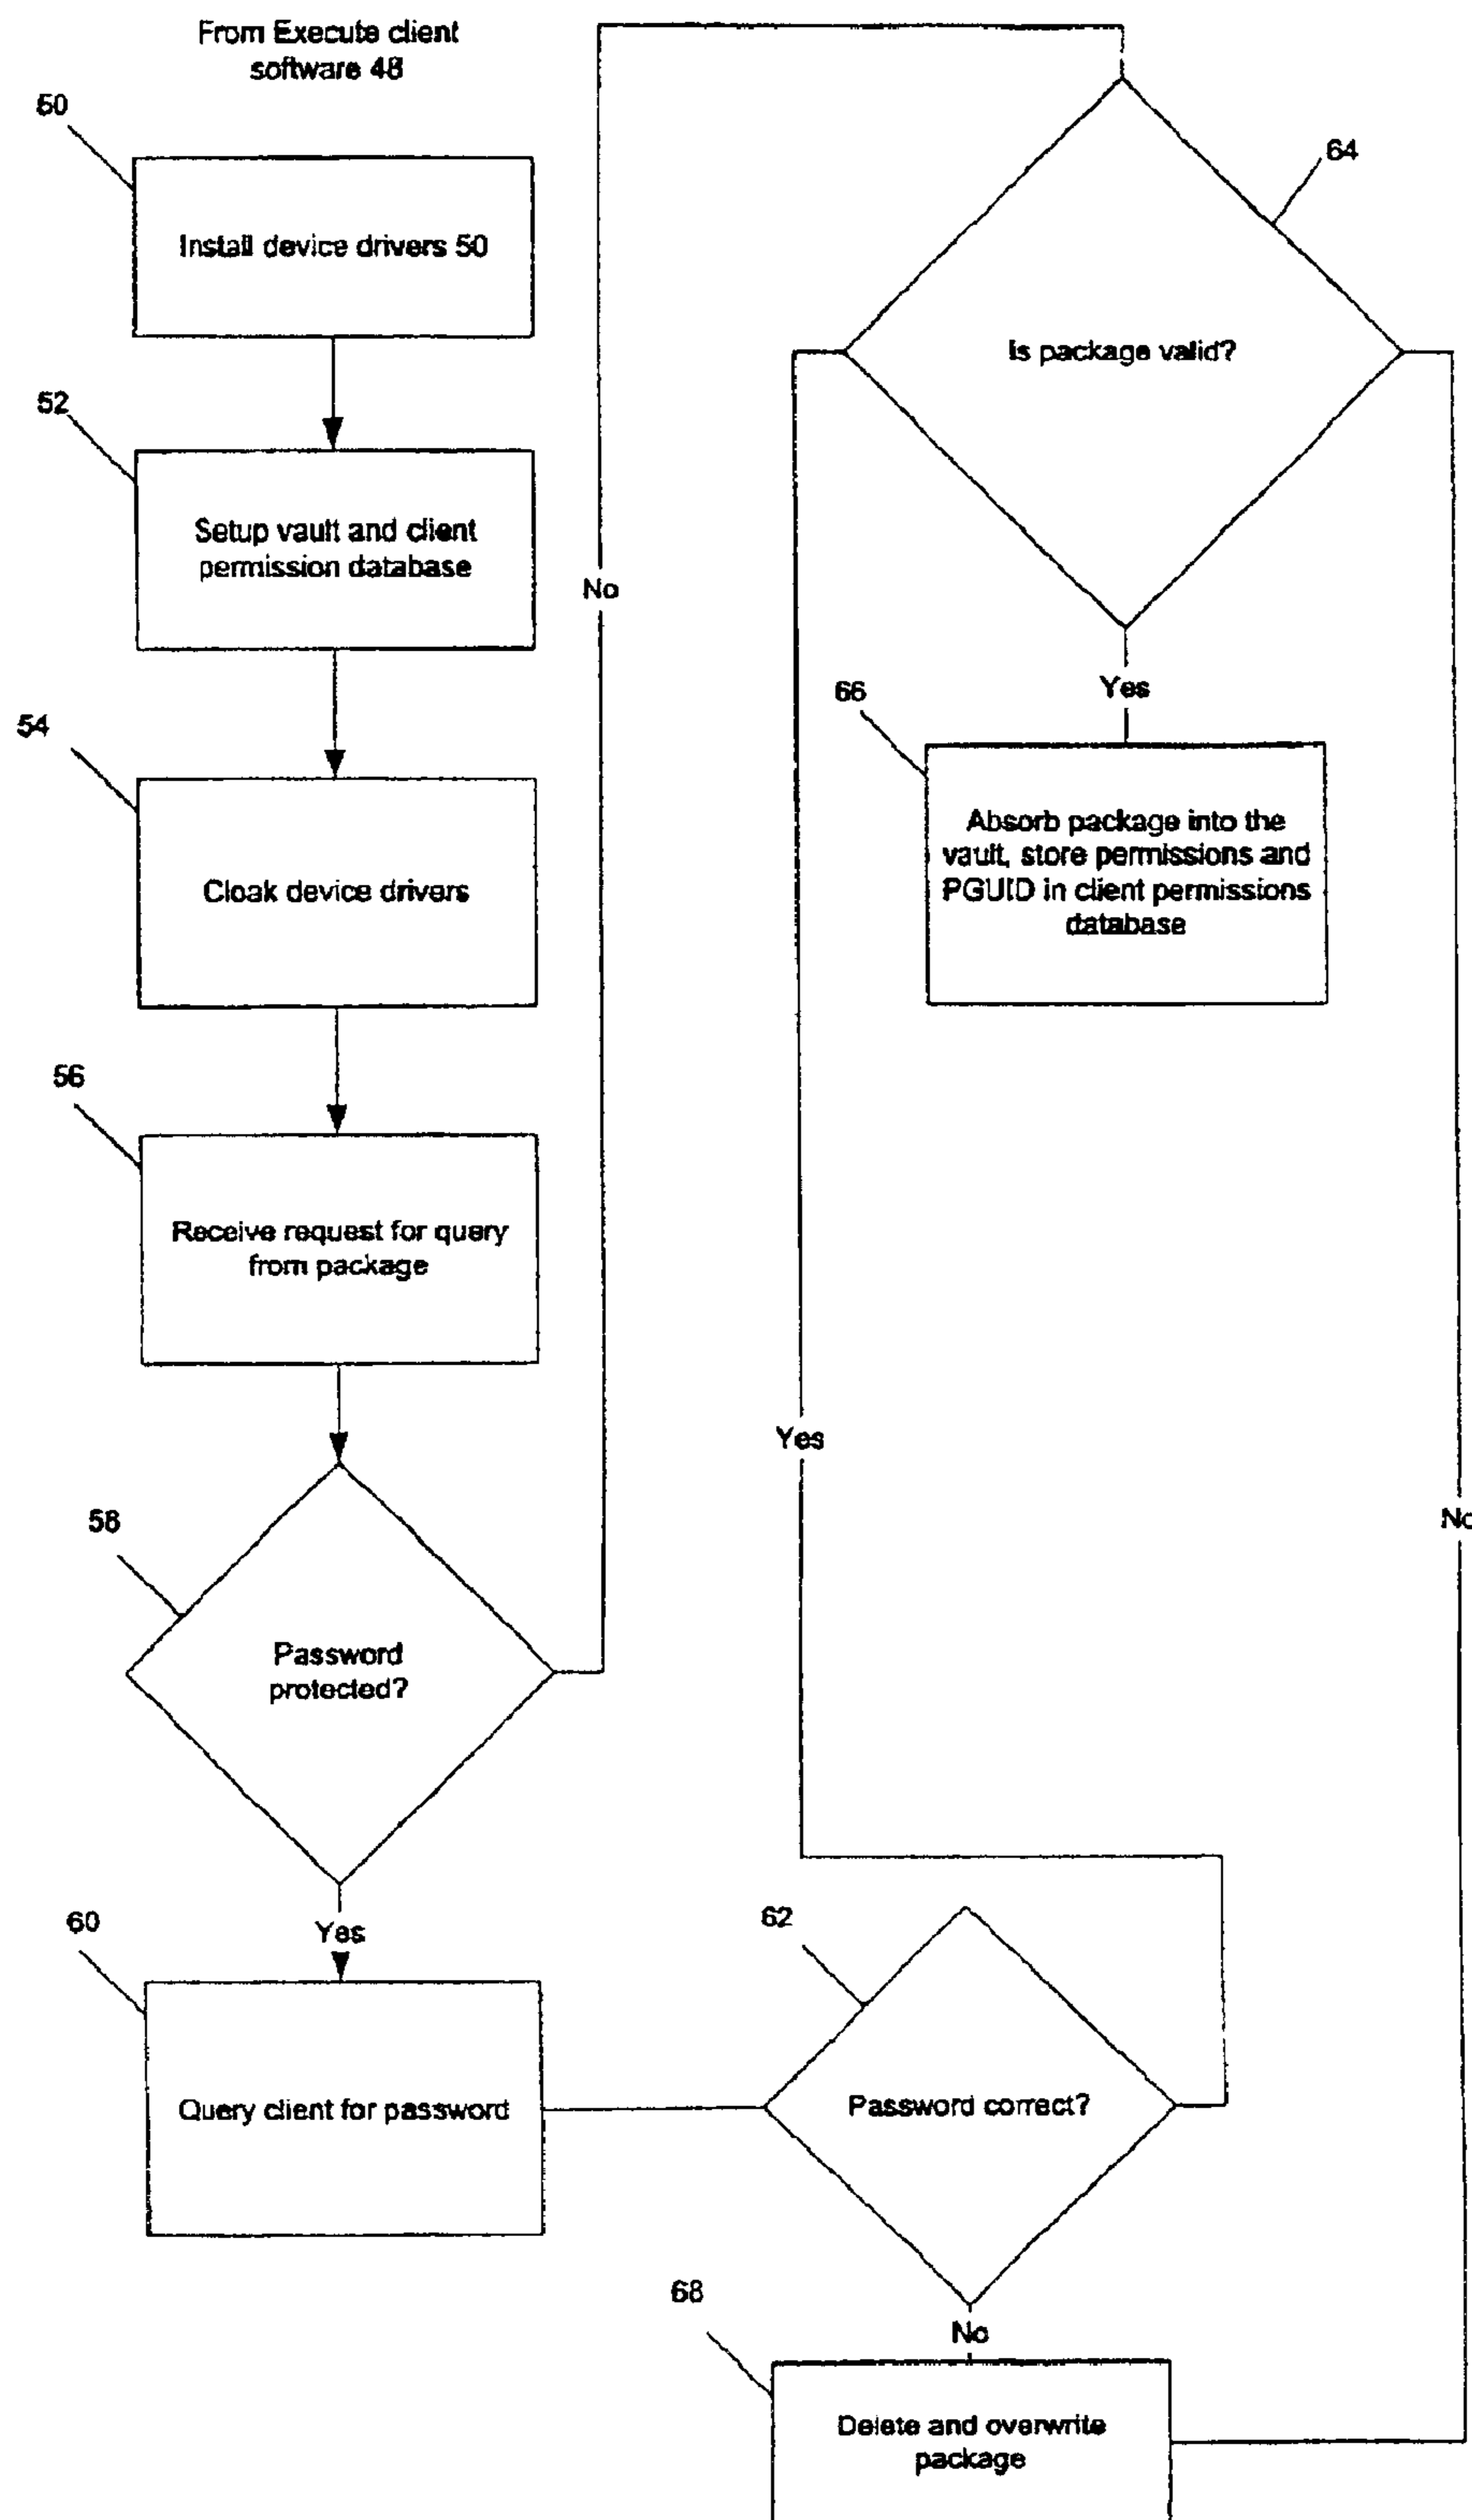 From Execute client
software 48
50
Install device drivers 50
52
Setup vault and client
permission database
54
Cloak device drivers
56
Receive request for query
from package
58
Password
protected?
Yes
60
Query client for password
No
64
Is package valid?
Yes
66
Absorb package into the
vault, store permissions and
PGUID in client permissions
database
Yes
No
62
Password correct?
No
68
Delete and overwrite
package